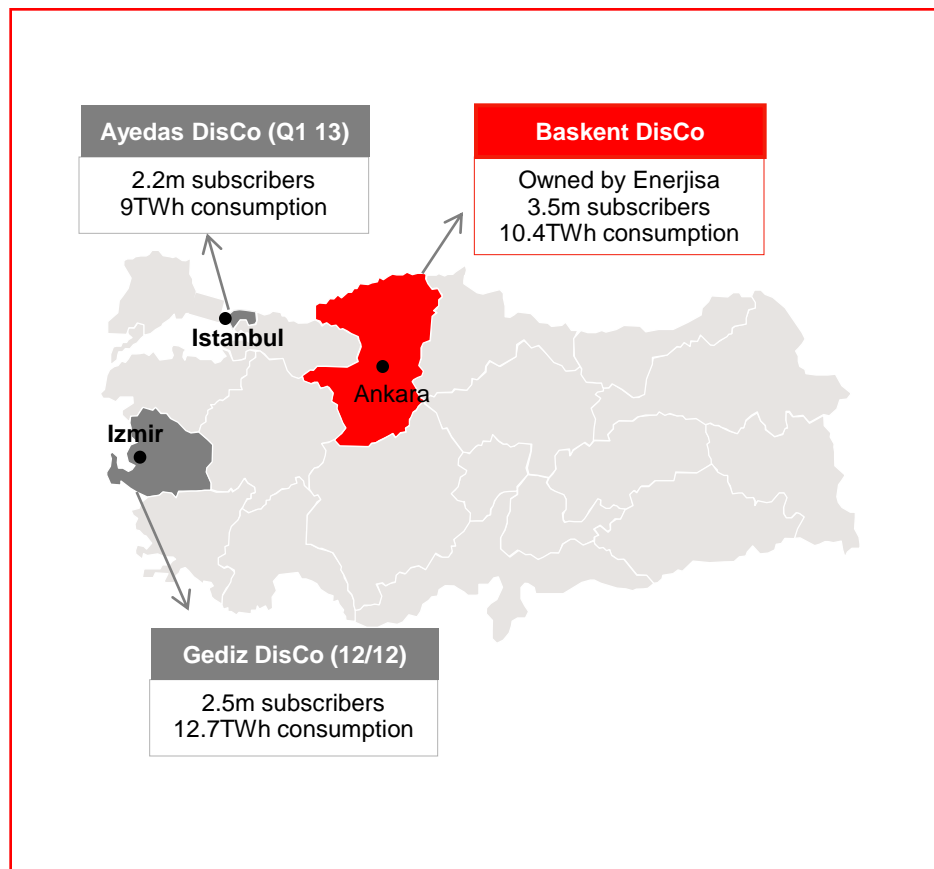 Ayedas DisCo (Q1 13)
2.2m subscribers
9TWh consumption
Baskent DisCo
Owned by Enerjisa
3.5m subscribers
10.4TWh consumption
Istanbul
Ankara
Izmir
Gediz DisCo (12/12)
2.5m subscribers
12.7TWh consumption